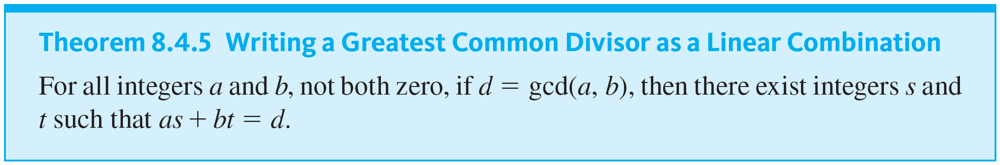 Theorem 8.4.5 Writing a Greatest Common Divisor as a Linear Combination
For all integers a and b, not both zero, if d = gcd(a, b), then there exist integers s and
t such that as + bt = d.